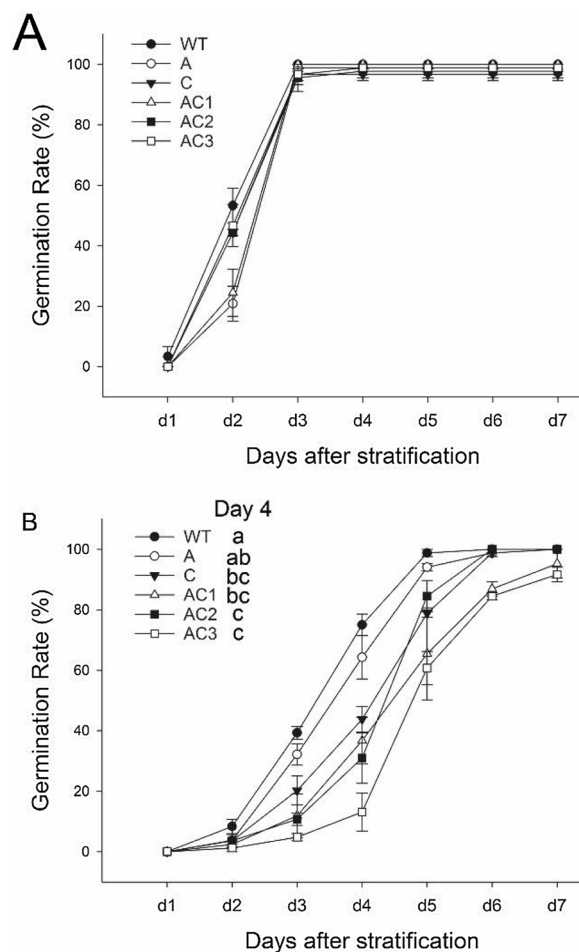 A
WT
A
C
AC1
AC2
AC3
100
80
60
40
20
0
Germination Rate (%)
d1 d2 d3 d4 d5 d6 d7
Days after stratification
B
Day 4
WT a
A ab
C bc
AC1 bc
AC2 c
AC3 c
100
80
60
40
20
0
Germination Rate (%)
d1 d2 d3 d4 d5 d6 d7
Days after stratification